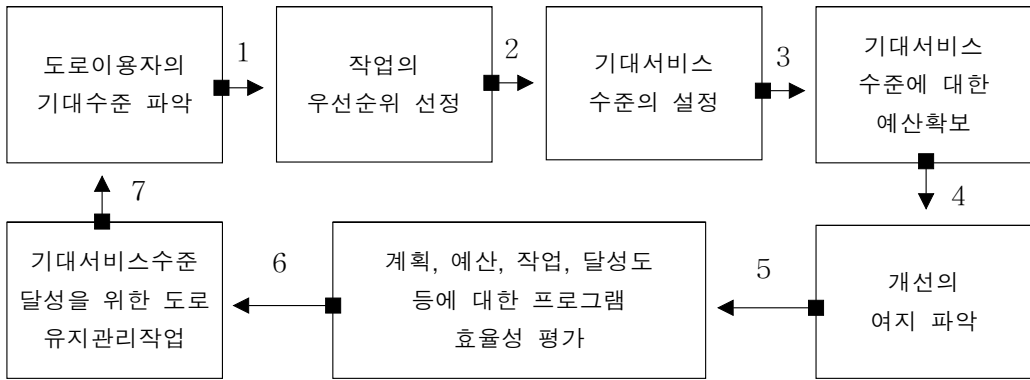 도로이용자의
기대수준 파악
1
작업의
우선순위 선정
2
기대서비스
수준의 설정
3
기대서비스
수준에 대한
예산확보
4
개선의
여지 파악
5
계획, 예산, 작업, 달성도
등에 대한 프로그램
효율성 평가
6
기대서비스수준
달성을 위한 도로
유지관리작업
7